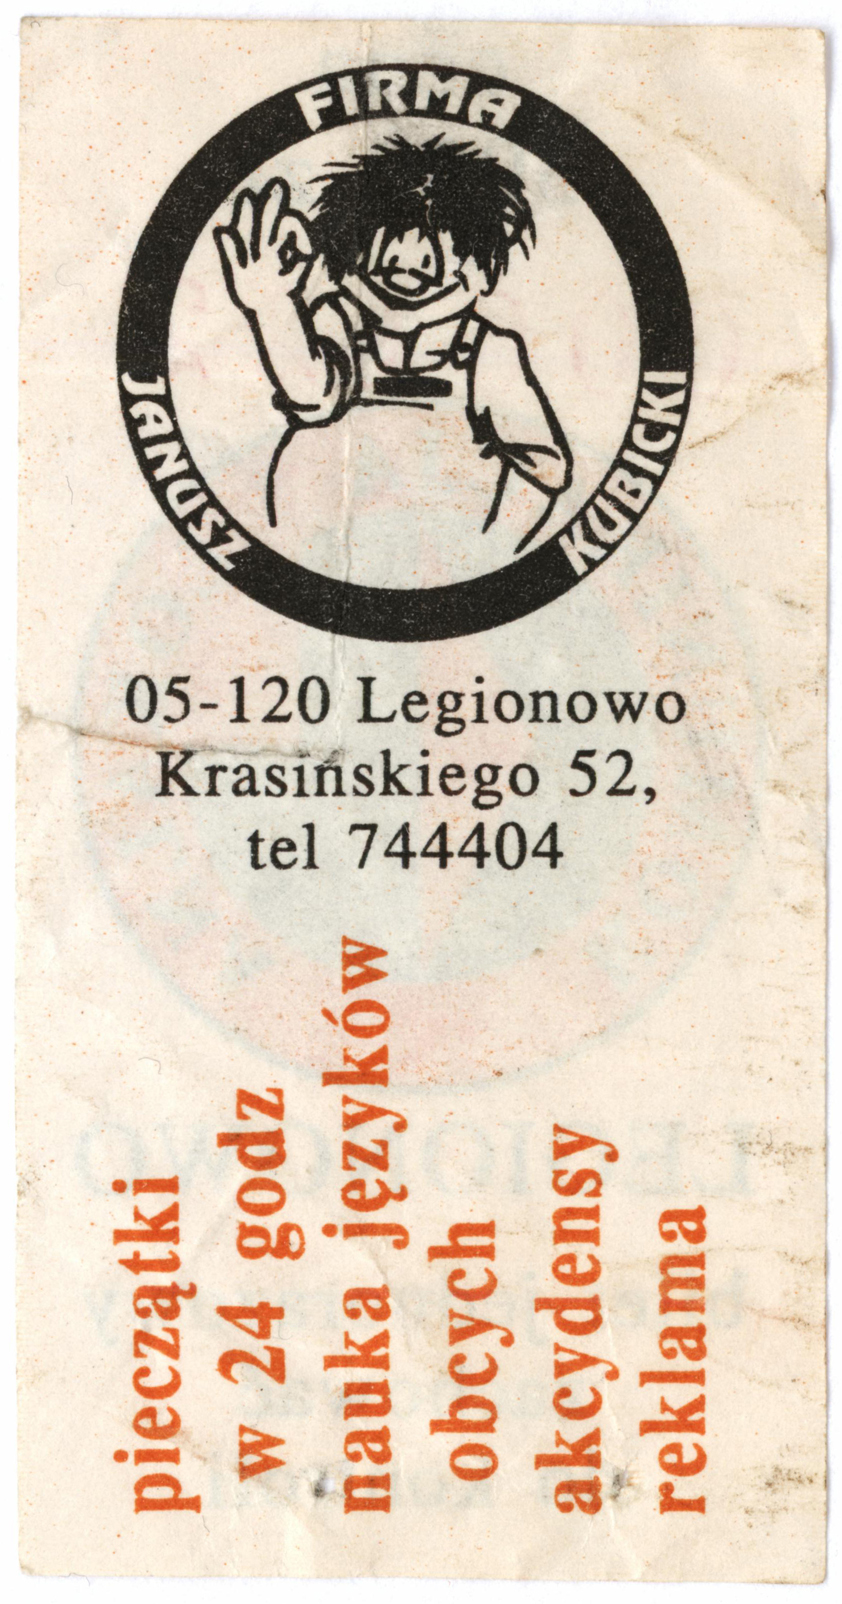 FIRMA
JANUSZ KUBICKI
05-120 Legionowo
Krasińskiego 52,
tel 744404
pieczątki
w 24 godz
nauka języków
obcych
akcydensy
reklama